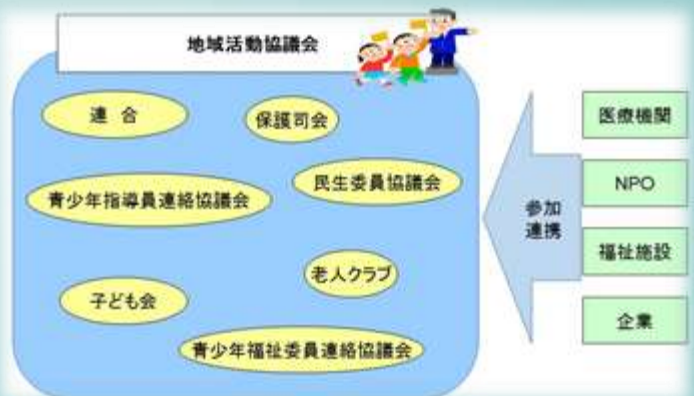 地域活動協議会
連 合
保護司会
青少年指導員連絡協議会
民生委員協議会
子ども会
老人クラブ
青少年福祉委員連絡協議会
参加
連携
医療機関
NPO
福祉施設
企業